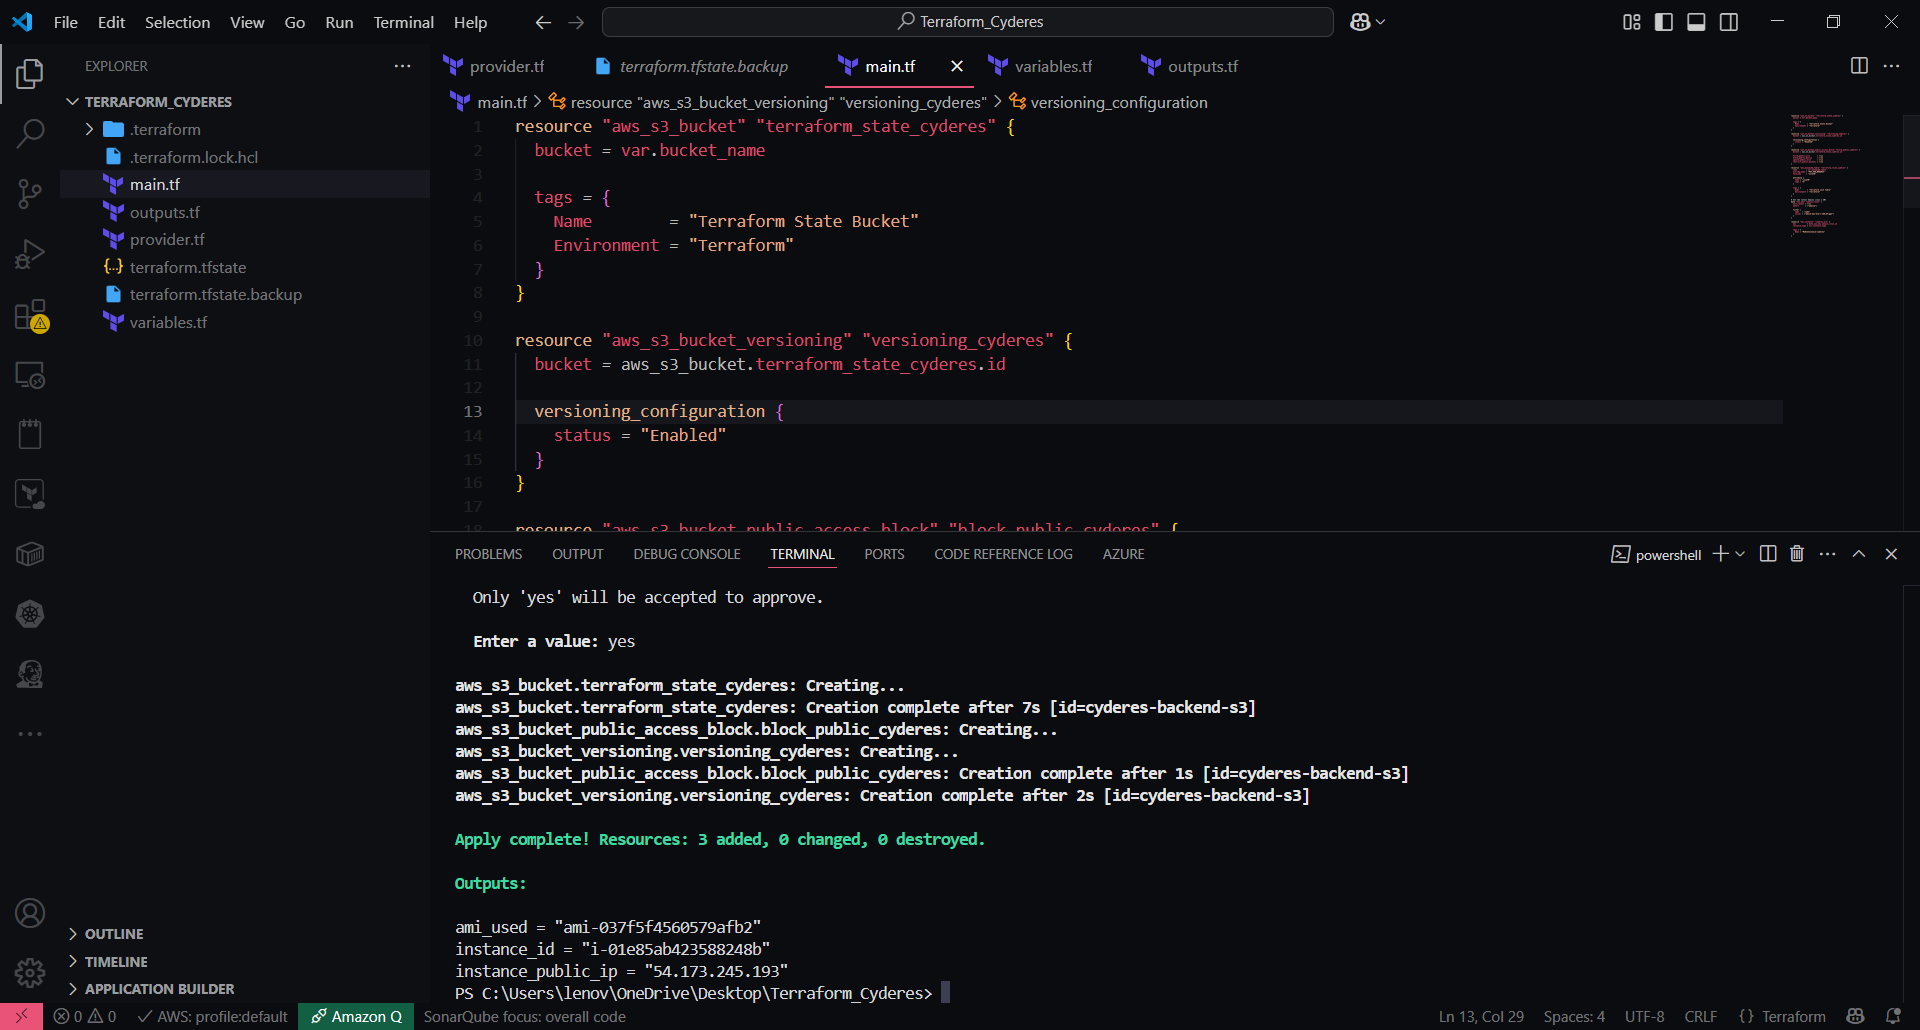 File Edit Selection View Go Run Terminal Help
Terraform_Cyderes
EXPLORER
TERRAFORM_CYDERES
.terraform
.terraform.lock.hcl
main.tf
outputs.tf
provider.tf
terraform.tfstate
terraform.tfstate.backup
variables.tf
OUTLINE
TIMELINE
APPLICATION BUILDER
provider.tf terraform.tfstate.backup main.tf variables.tf outputs.tf
main.tf > resource "aws_s3_bucket_versioning" "versioning_cyderes" > versioning_configuration
1 resource "aws_s3_bucket" "terraform_state_cyderes" {
2 bucket = var.bucket_name
3
4 tags = {
5 Name = "Terraform State Bucket"
6 Environment = "Terraform"
7 }
8 }
9
10 resource "aws_s3_bucket_versioning" "versioning_cyderes" {
11 bucket = aws_s3_bucket.terraform_state_cyderes.id
12
13 versioning_configuration {
14 status = "Enabled"
15 }
16 }
17
18 resource "aws_s3_bucket_public_access_block" "block_public_cyderes" {
PROBLEMS OUTPUT DEBUG CONSOLE TERMINAL PORTS CODE REFERENCE LOG AZURE
powershell
Only 'yes' will be accepted to approve.
Enter a value: yes
aws_s3_bucket.terraform_state_cyderes: Creating...
aws_s3_bucket.terraform_state_cyderes: Creation complete after 7s [id=cyderes-backend-s3]
aws_s3_bucket_public_access_block.block_public_cyderes: Creating...
aws_s3_bucket_versioning.versioning_cyderes: Creating...
aws_s3_bucket_public_access_block.block_public_cyderes: Creation complete after 1s [id=cyderes-backend-s3]
aws_s3_bucket_versioning.versioning_cyderes: Creation complete after 2s [id=cyderes-backend-s3]
Apply complete! Resources: 3 added, 0 changed, 0 destroyed.
Outputs:
ami_used = "ami-037f5f4560579afb2"
instance_id = "i-01e85ab423588248b"
instance_public_ip = "54.173.245.193"
PS C:\Users\lenov\OneDrive\Desktop\Terraform_Cyderes>
0 0 AWS: profile:default Amazon Q SonarQube focus: overall code Ln 13, Col 29 Spaces: 4 UTF-8 CRLF {} Terraform